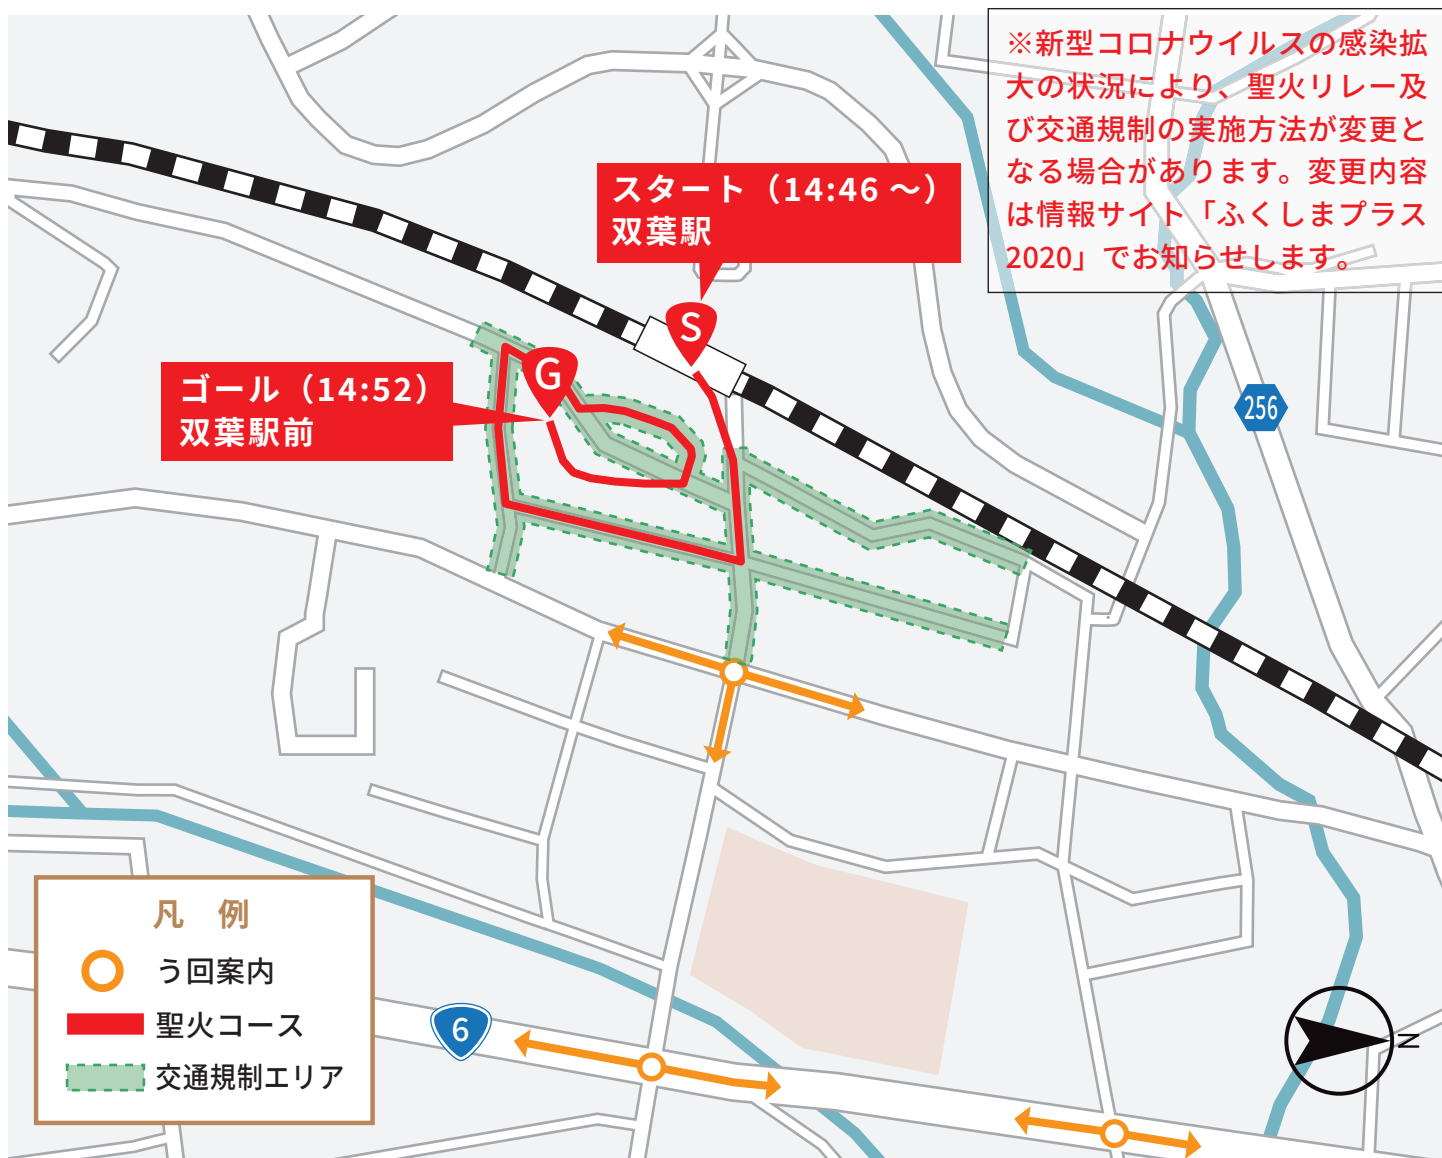 ※新型コロナウイルスの感染拡
大の状況により、聖火リレー及
び交通規制の実施方法が変更と
なる場合があります。変更内容
は情報サイト「ふくしまプラス
2020」でお知らせします。
スタート（14:46 ～）
双葉駅
S
G
ゴール（14:52）
双葉駅前
256
凡 例
う回案内
聖火コース
交通規制エリア
6
N